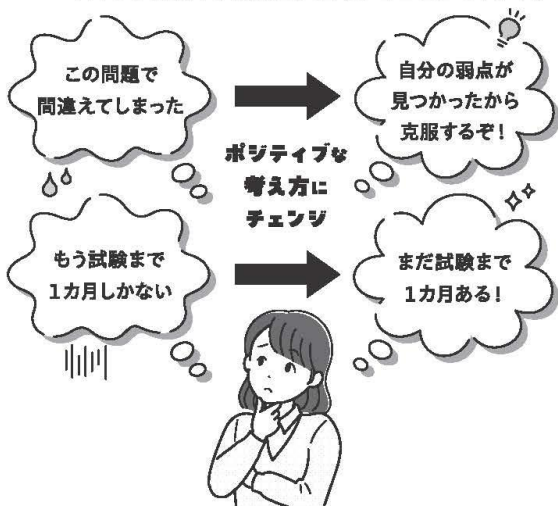 この問題で
間違えてしまった
自分の弱点が
見つかったから
克服するぞ！
ポジティブな
考え方に
チェンジ
もう試験まで
1カ月しかない
まだ試験まで
1カ月ある！